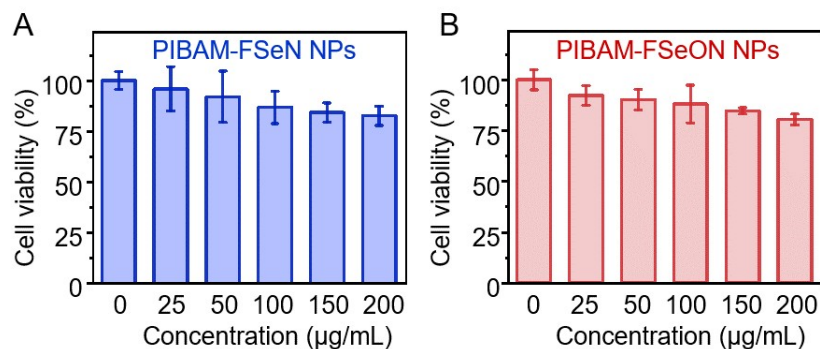 A
PIBAM-FSeN NPs
Cell viability (%)
100
75
50
25
0
0 25 50 100 150 200
Concentration (μg/mL)
B
PIBAM-FSeON NPs
Cell viability (%)
100
75
50
25
0
0 25 50 100 150 200
Concentration (μg/mL)